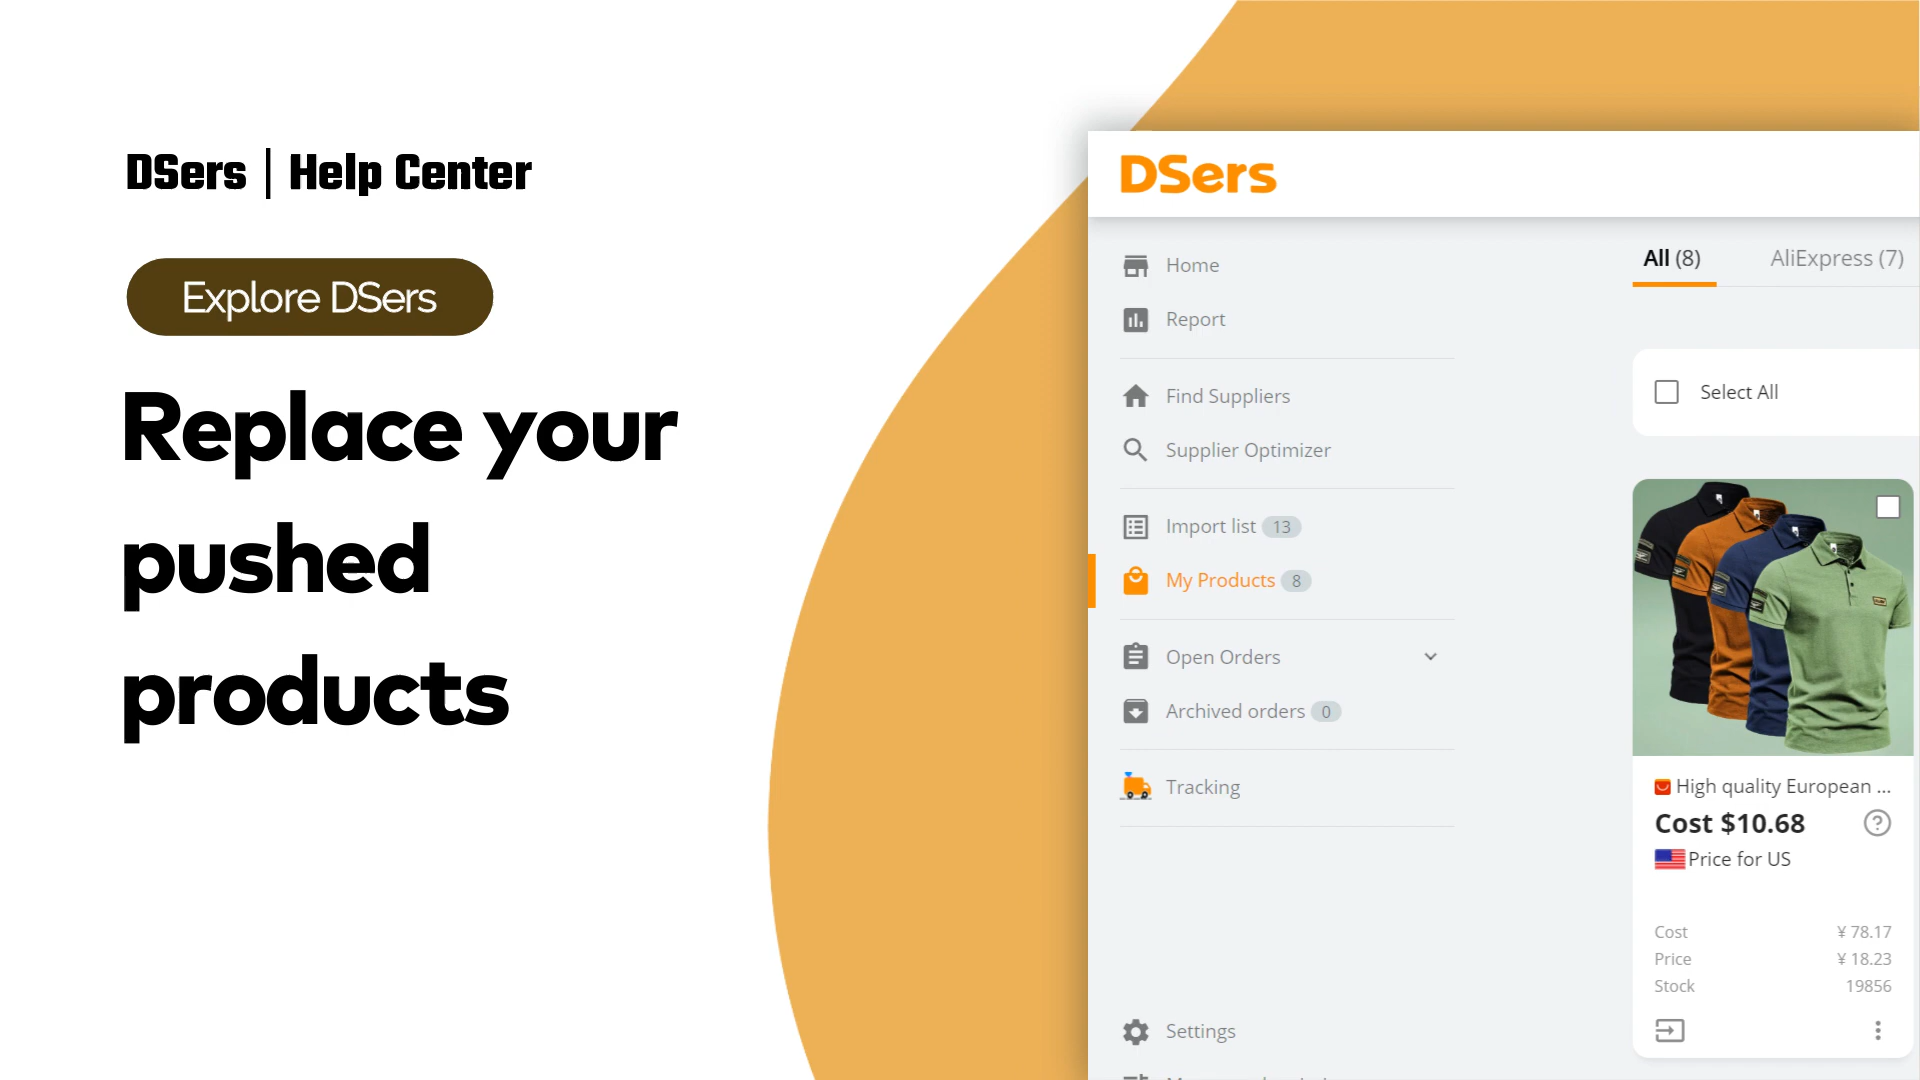 DSers | Help Center
Explore DSers
Replace your
pushed
products
DSers
Home
Report
Find Suppliers
Supplier Optimizer
Import list 13
My Products 8
Open Orders
Archived orders 0
Tracking
Settings
All (8) AliExpress (7)
Select All
High quality European ...
Cost $10.68
Price for US
Cost ¥ 78.17
Price ¥ 18.23
Stock 19856